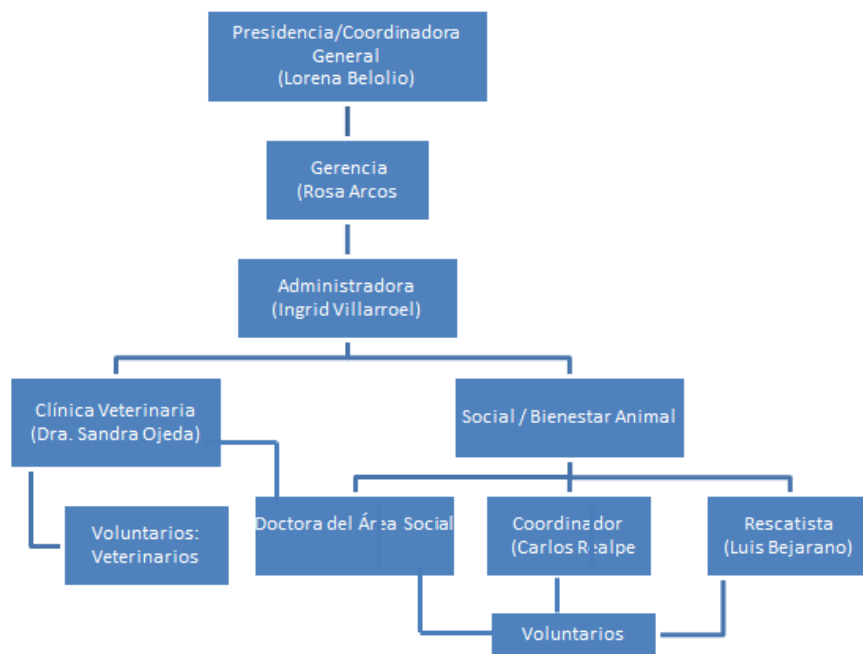 Presidencia/Coordinadora
General
(Lorena Belolio)
Gerencia
(Rosa Arcos
Administradora
(Ingrid Villarroel)
Clínica Veterinaria
(Dra. Sandra Ojeda)
Social / Bienestar Animal
Voluntarios:
Veterinarios
Doctora del Área Social
Coordinador
(Carlos Realpe
Rescatista
(Luis Bejarano)
Voluntarios